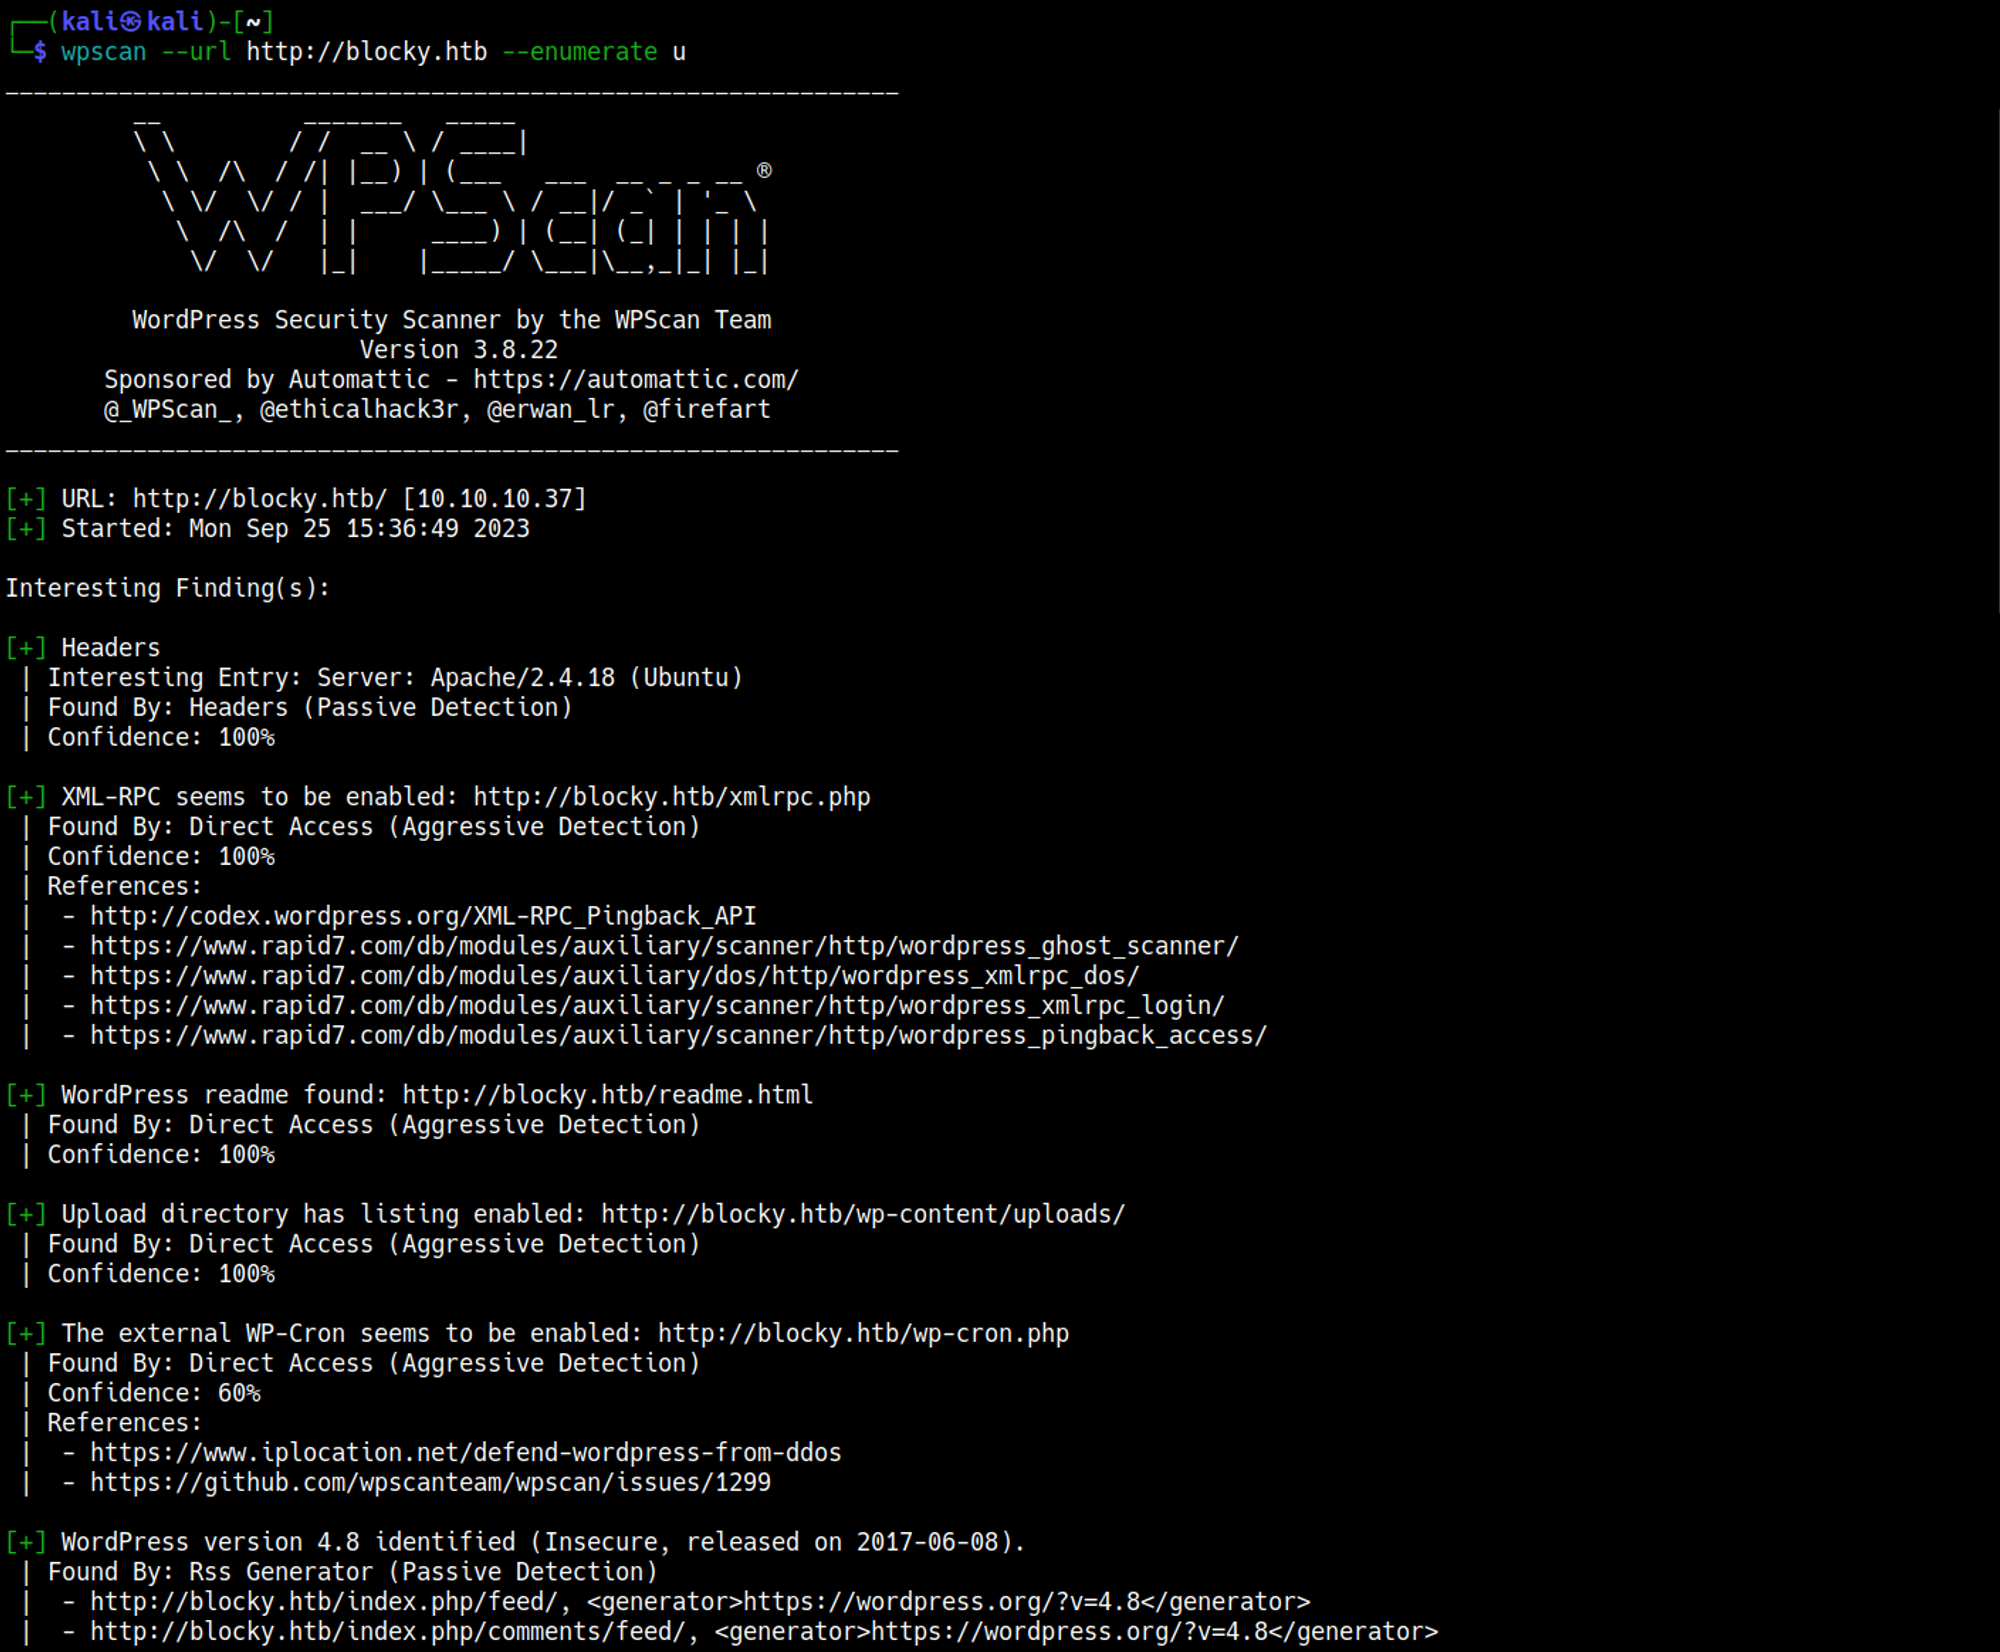 ┌──(kali㉿kali)-[~]
└─$ wpscan --url http://blocky.htb --enumerate u
_______________________________________________________________
         __          _______   _____
         \ \        / /  __ \ / ____|
          \ \  /\  / /| |__) | (___   ___  __ _ _ __ ®
           \ \/  \/ / |  ___/ \___ \ / __|/ _` | '_ \
            \  /\  /  | |     ____) | (__| (_| | | | |
             \/  \/   |_|    |_____/ \___|\__,_|_| |_|
         WordPress Security Scanner by the WPScan Team
                         Version 3.8.22
       Sponsored by Automattic - https://automattic.com/
       @_WPScan_, @ethicalhack3r, @erwan_lr, @firefart
_______________________________________________________________
[+] URL: http://blocky.htb/ [10.10.10.37]
[+] Started: Mon Sep 25 15:36:49 2023
Interesting Finding(s):
[+] Headers
 | Interesting Entry: Server: Apache/2.4.18 (Ubuntu)
 | Found By: Headers (Passive Detection)
 | Confidence: 100%
[+] XML-RPC seems to be enabled: http://blocky.htb/xmlrpc.php
 | Found By: Direct Access (Aggressive Detection)
 | Confidence: 100%
 | References:
 |  - http://codex.wordpress.org/XML-RPC_Pingback_API
 |  - https://www.rapid7.com/db/modules/auxiliary/scanner/http/wordpress_ghost_scanner/
 |  - https://www.rapid7.com/db/modules/auxiliary/dos/http/wordpress_xmlrpc_dos/
 |  - https://www.rapid7.com/db/modules/auxiliary/scanner/http/wordpress_xmlrpc_login/
 |  - https://www.rapid7.com/db/modules/auxiliary/scanner/http/wordpress_pingback_access/
[+] WordPress readme found: http://blocky.htb/readme.html
 | Found By: Direct Access (Aggressive Detection)
 | Confidence: 100%
[+] Upload directory has listing enabled: http://blocky.htb/wp-content/uploads/
 | Found By: Direct Access (Aggressive Detection)
 | Confidence: 100%
[+] The external WP-Cron seems to be enabled: http://blocky.htb/wp-cron.php
 | Found By: Direct Access (Aggressive Detection)
 | Confidence: 60%
 | References:
 |  - https://www.iplocation.net/defend-wordpress-from-ddos
 |  - https://github.com/wpscanteam/wpscan/issues/1299
[+] WordPress version 4.8 identified (Insecure, released on 2017-06-08).
 | Found By: Rss Generator (Passive Detection)
 |  - http://blocky.htb/index.php/feed/, <generator>https://wordpress.org/?v=4.8</generator>
 |  - http://blocky.htb/index.php/comments/feed/, <generator>https://wordpress.org/?v=4.8</generator>